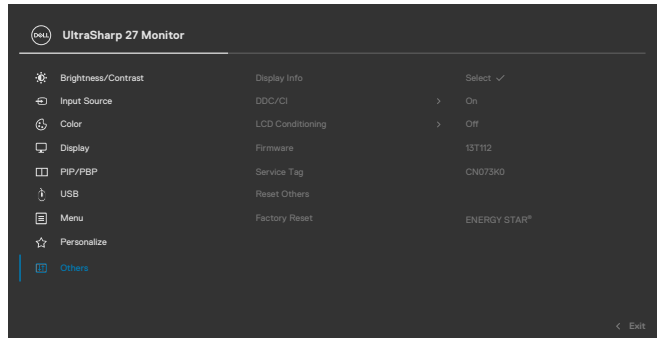 DELL UltraSharp 27 Monitor
Brightness/Contrast Display Info Select ✓
Input Source DDC/CI > On
Color LCD Conditioning > Off
Display Firmware 13T112
PIP/PBP Service Tag CN073K0
USB Reset Others
Menu Factory Reset ENERGY STAR®
Personalize
Others
< Exit